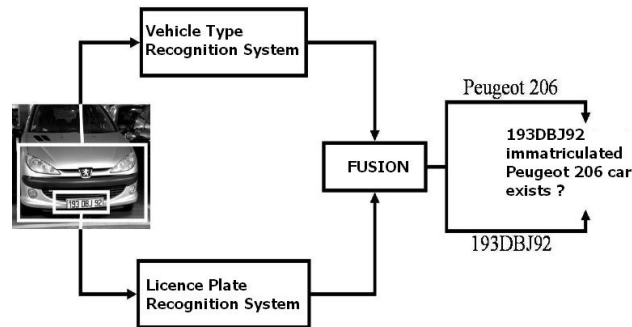 Vehicle Type
Recognition System
Peugeot 206
193DBJ92
immatriculated
Peugeot 206 car
exists ?
FUSION
193 DBJ 92
193DBJ92
Licence Plate
Recognition System